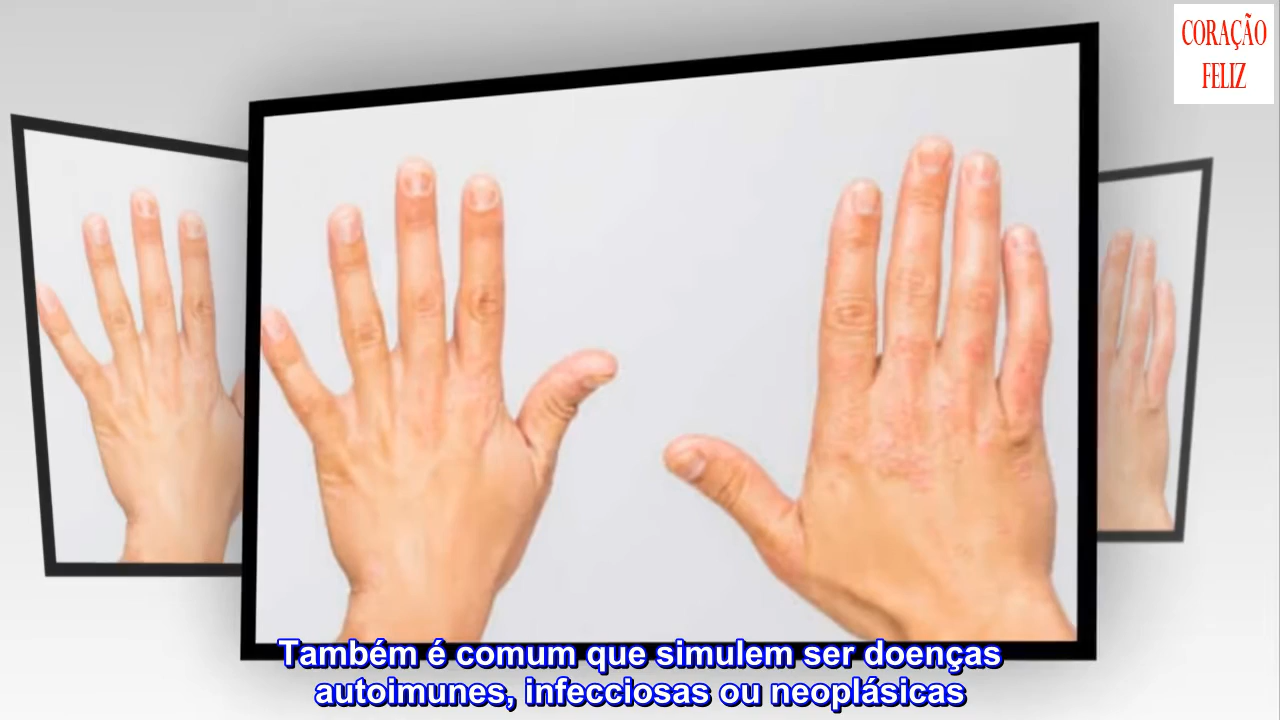 CORAÇÃO
FELIZ
Também é comum que simulem ser doenças
autoimunes, infecciosas ou neoplásicas